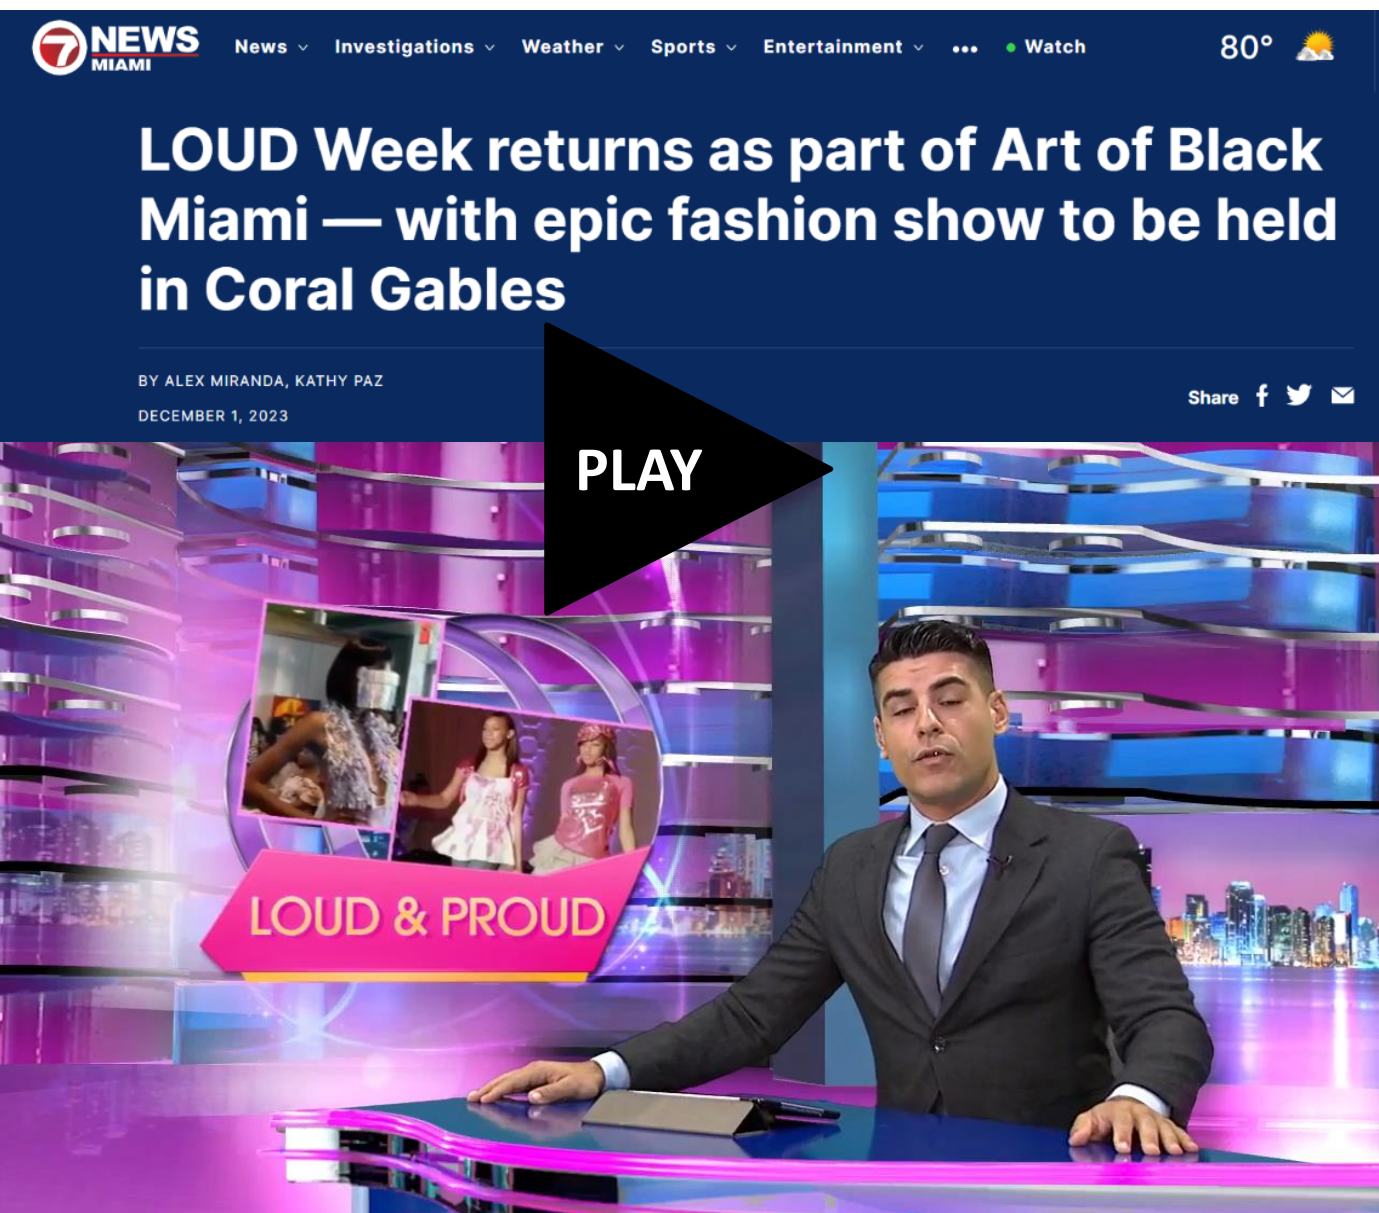 7 NEWS
MIAMI
News Investigations Weather Sports Entertainment ••• Watch 80°
LOUD Week returns as part of Art of Black
Miami — with epic fashion show to be held
in Coral Gables
BY ALEX MIRANDA, KATHY PAZ
DECEMBER 1, 2023
Share
PLAY
LOUD & PROUD